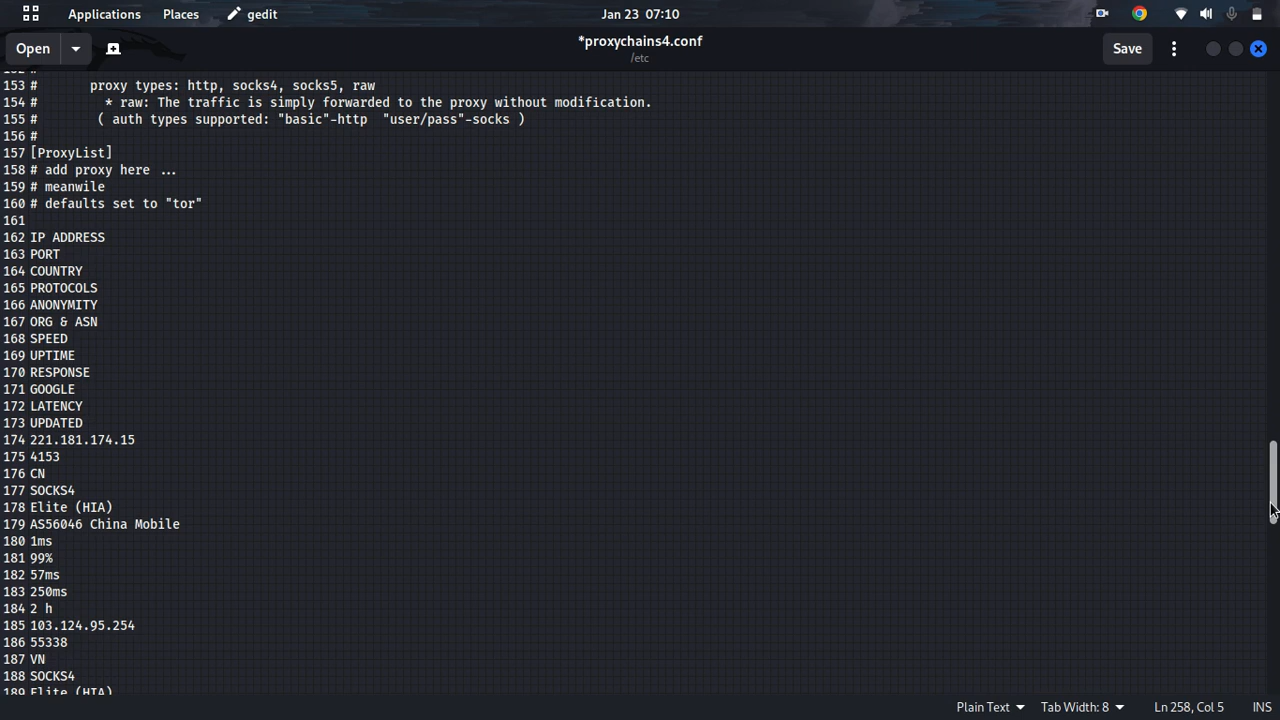 Applications Places gedit Jan 23 07:10
Open *proxychains4.conf Save
/etc
153 # proxy types: http, socks4, socks5, raw
154 # * raw: The traffic is simply forwarded to the proxy without modification.
155 # ( auth types supported: "basic"-http "user/pass"-socks )
156 #
157 [ProxyList]
158 # add proxy here ...
159 # meanwile
160 # defaults set to "tor"
161
162 IP ADDRESS
163 PORT
164 COUNTRY
165 PROTOCOLS
166 ANONYMITY
167 ORG & ASN
168 SPEED
169 UPTIME
170 RESPONSE
171 GOOGLE
172 LATENCY
173 UPDATED
174 221.181.174.15
175 4153
176 CN
177 SOCKS4
178 Elite (HIA)
179 AS56046 China Mobile
180 1ms
181 99%
182 57ms
183 250ms
184 2 h
185 103.124.95.254
186 55338
187 VN
188 SOCKS4
189 Elite (HIA)
Plain Text Tab Width: 8 Ln 258, Col 5 INS